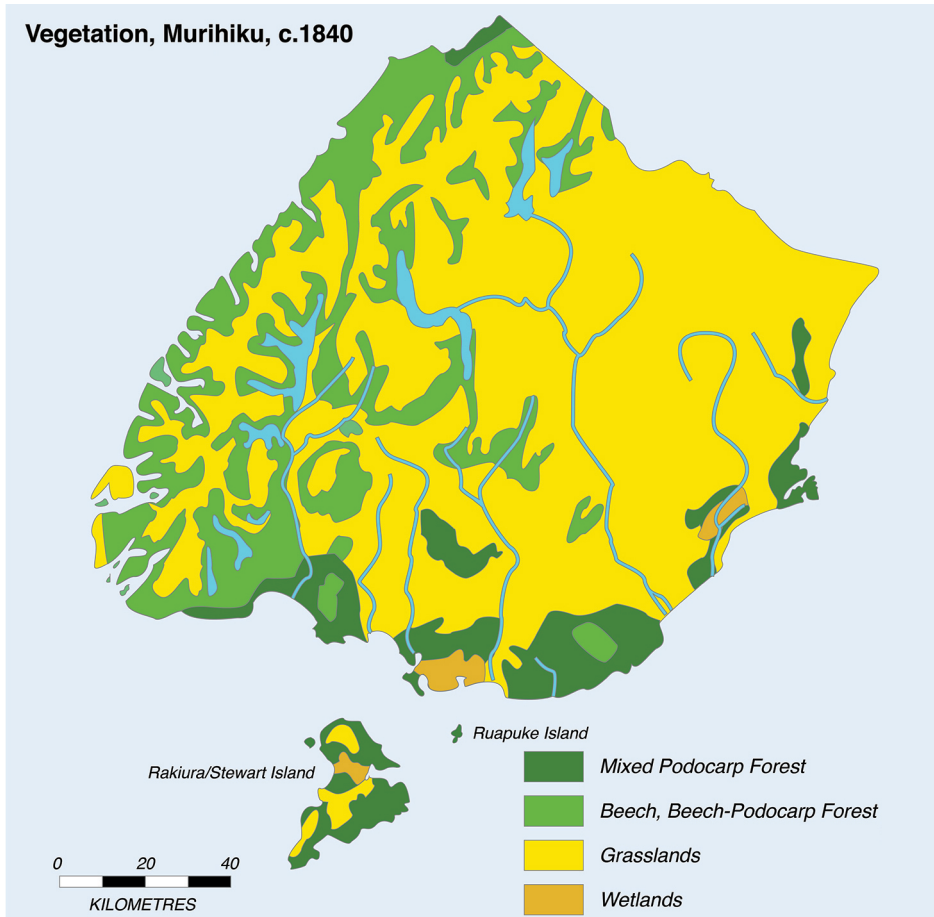 Vegetation, Murihiku, c.1840
Ruapuke Island
Rakiura/Stewart Island
Mixed Podocarp Forest
Beech, Beech-Podocarp Forest
Grasslands
Wetlands
0 20 40
KILOMETRES